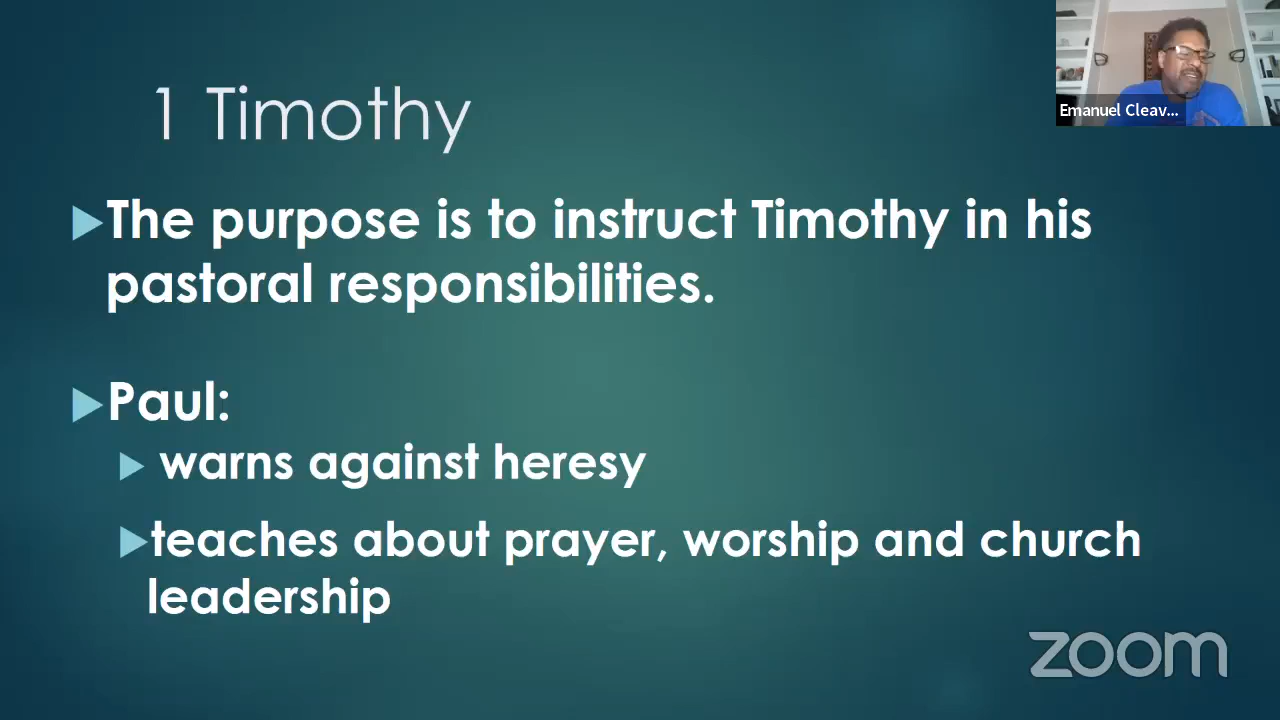 1 Timothy
Emanuel Cleav...
The purpose is to instruct Timothy in his
pastoral responsibilities.
Paul:
warns against heresy
teaches about prayer, worship and church
leadership
zoom